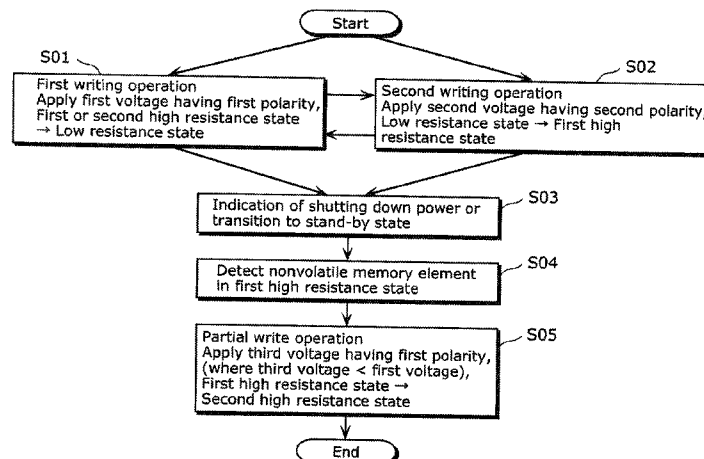 Start
S01
First writing operation
Apply first voltage having first polarity,
First or second high resistance state
→ Low resistance state
S02
Second writing operation
Apply second voltage having second polarity,
Low resistance state → First high
resistance state
S03
Indication of shutting down power or
transition to stand-by state
S04
Detect nonvolatile memory element
in first high resistance state
S05
Partial write operation
Apply third voltage having first polarity,
(where third voltage < first voltage),
First high resistance state →
Second high resistance state
End